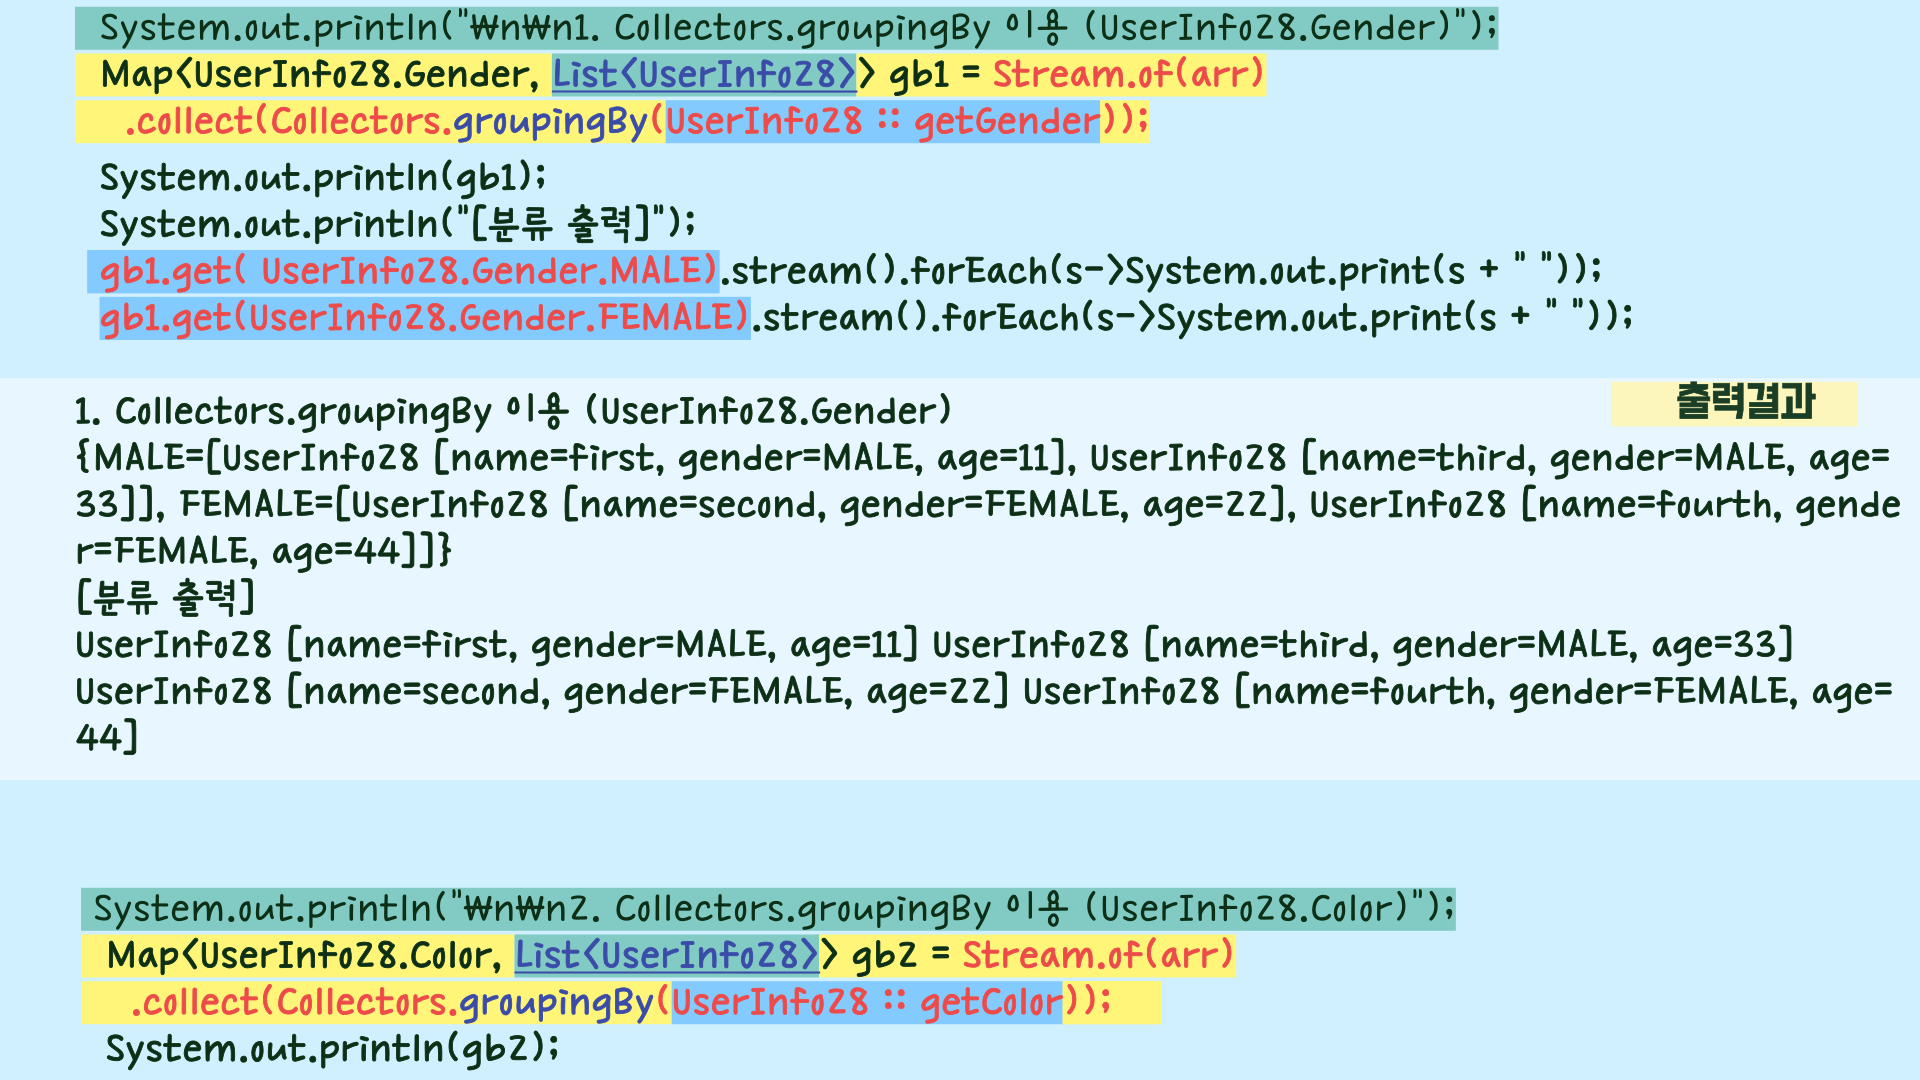 System.out.println("₩n₩n1. Collectors.groupingBy 이용 (UserInfo28.Gender)");
Map<UserInfo28.Gender, List<UserInfo28>> gb1 = Stream.of(arr)
.collect(Collectors.groupingBy(UserInfo28 :: getGender));
System.out.println(gb1);
System.out.println("[분류 출력]");
gb1.get( UserInfo28.Gender.MALE).stream().forEach(s->System.out.print(s + " "));
gb1.get(UserInfo28.Gender.FEMALE).stream().forEach(s->System.out.print(s + " "));
출력결과
1. Collectors.groupingBy 이용 (UserInfo28.Gender)
{MALE=[UserInfo28 [name=first, gender=MALE, age=11], UserInfo28 [name=third, gender=MALE, age=
33]], FEMALE=[UserInfo28 [name=second, gender=FEMALE, age=22], UserInfo28 [name=fourth, gende
r=FEMALE, age=44]]}
[분류 출력]
UserInfo28 [name=first, gender=MALE, age=11] UserInfo28 [name=third, gender=MALE, age=33]
UserInfo28 [name=second, gender=FEMALE, age=22] UserInfo28 [name=fourth, gender=FEMALE, age=
44]
System.out.println("₩n₩n2. Collectors.groupingBy 이용 (UserInfo28.Color)");
Map<UserInfo28.Color, List<UserInfo28>> gb2 = Stream.of(arr)
.collect(Collectors.groupingBy(UserInfo28 :: getColor));
System.out.println(gb2);